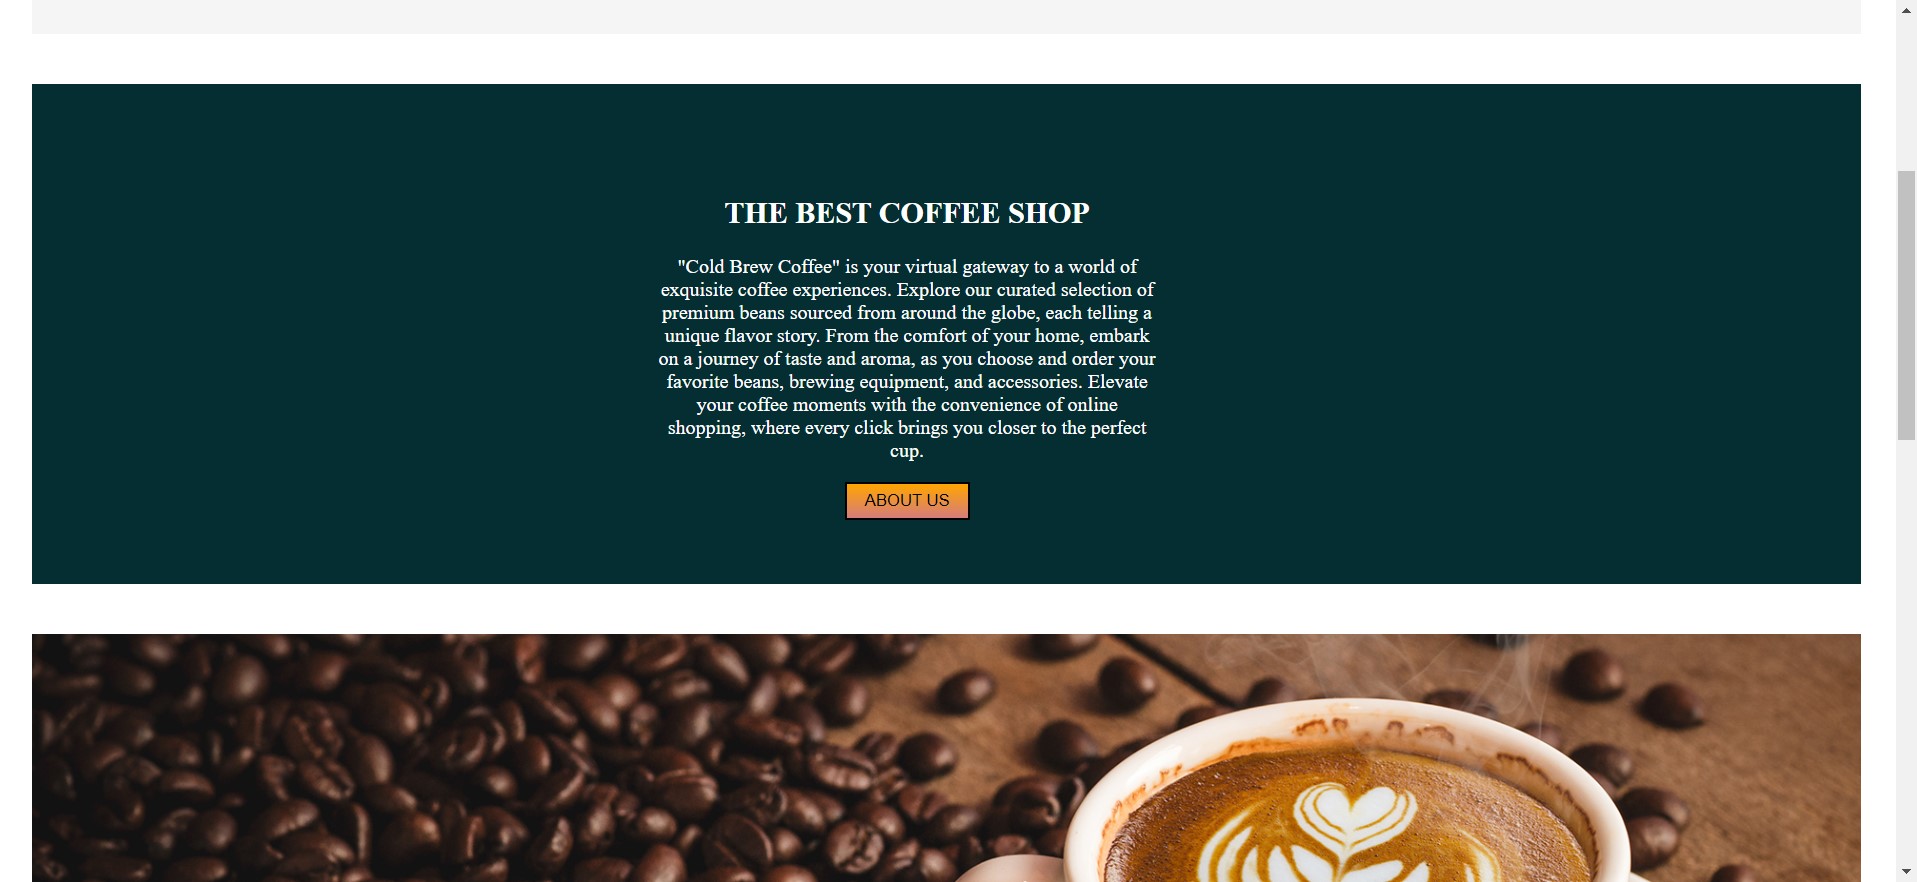 THE BEST COFFEE SHOP
"Cold Brew Coffee" is your virtual gateway to a world of
exquisite coffee experiences. Explore our curated selection of
premium beans sourced from around the globe, each telling a
unique flavor story. From the comfort of your home, embark
on a journey of taste and aroma, as you choose and order your
favorite beans, brewing equipment, and accessories. Elevate
your coffee moments with the convenience of online
shopping, where every click brings you closer to the perfect
cup.
ABOUT US